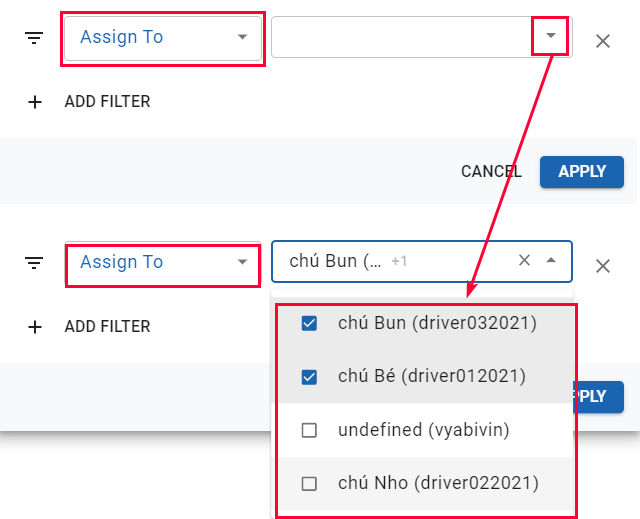 Assign To
ADD FILTER
CANCEL APPLY
Assign To chú Bun (... +1
ADD FILTER
chú Bun (driver032021)
chú Bé (driver012021)
PPLY
undefined (vyabivin)
chú Nho (driver022021)